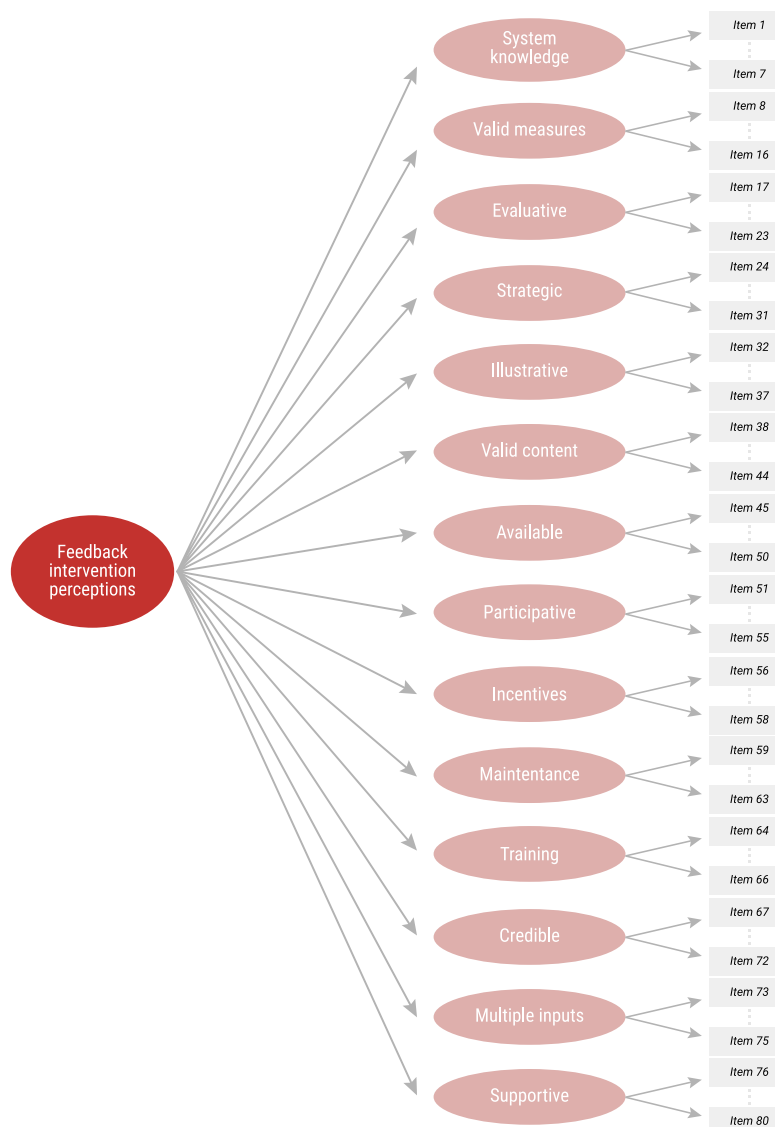 System
knowledge
Item 1
Item 7
Valid measures
Item 8
Item 16
Evaluative
Item 17
Item 23
Strategic
Item 24
Item 31
Illustrative
Item 32
Item 37
Valid content
Item 38
Item 44
Feedback
intervention
perceptions
Available
Item 45
Item 50
Participative
Item 51
Item 55
Incentives
Item 56
Item 58
Maintentance
Item 59
Item 63
Training
Item 64
Item 66
Credible
Item 67
Item 72
Multiple inputs
Item 73
Item 75
Supportive
Item 76
Item 80